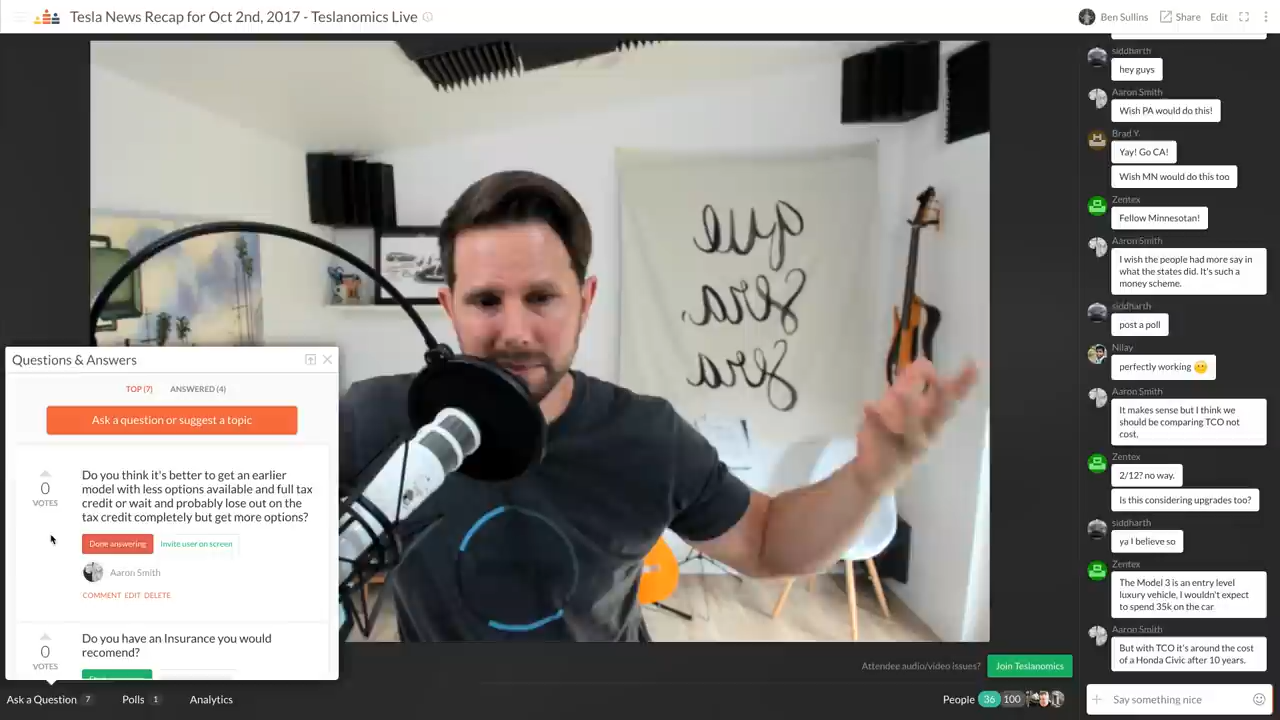 Tesla News Recap for Oct 2nd, 2017 - Teslanomics Live
Ben Sullins
Share
Edit
siddharth
hey guys
Aaron Smith
Wish PA would do this!
Brad Y.
Yay! Go CA!
Wish MN would do this too
Zentex
Fellow Minnesotan!
Aaron Smith
I wish the people had more say in
what the states did. It's such a
money scheme.
siddharth
post a poll
Nilay
perfectly working
Aaron Smith
It makes sense but I think we
should be comparing TCO not
cost.
Zentex
2/12? no way.
Is this considering upgrades too?
siddharth
ya I believe so
Zentex
The Model 3 is an entry level
luxury vehicle, I wouldn't expect
to spend 35k on the car
Aaron Smith
But with TCO it's around the cost
of a Honda Civic after 10 years.
Say something nice
que
Sera,
Sera
Questions & Answers
TOP (7)
ANSWERED (4)
Ask a question or suggest a topic
0
VOTES
Do you think it's better to get an earlier
model with less options available and full tax
credit or wait and probably lose out on the
tax credit completely but get more options?
Done answering
Invite user on screen
Aaron Smith
COMMENT EDIT DELETE
0
VOTES
Do you have an Insurance you would
recomend?
Attendee audio/video issues?
Join Teslanomics
Ask a Question 7
Polls 1
Analytics
People 36 100